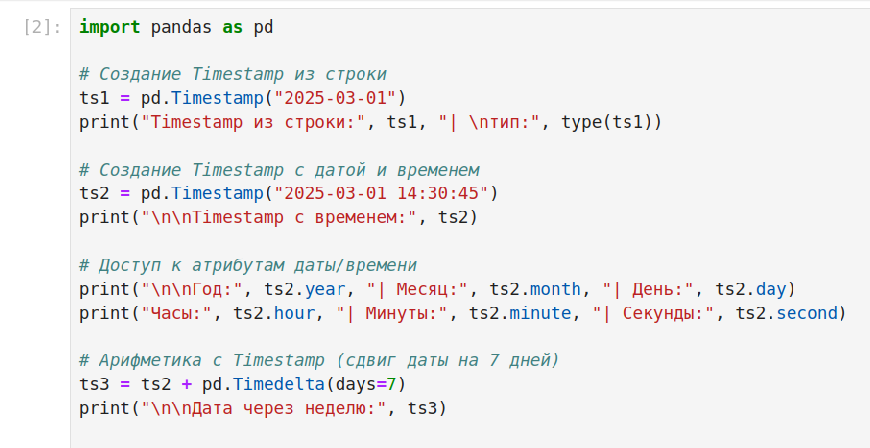 [2]: import pandas as pd
# Создание Timestamp из строки
ts1 = pd.Timestamp("2025-03-01")
print("Timestamp из строки:", ts1, "| \nтип:", type(ts1))
# Создание Timestamp с датой и временем
ts2 = pd.Timestamp("2025-03-01 14:30:45")
print("\n\nTimestamp с временем:", ts2)
# Доступ к атрибутам даты/времени
print("\n\nГод:", ts2.year, "| Месяц:", ts2.month, "| День:", ts2.day)
print("Часы:", ts2.hour, "| Минуты:", ts2.minute, "| Секунды:", ts2.second)
# Арифметика с Timestamp (сдвиг даты на 7 дней)
ts3 = ts2 + pd.Timedelta(days=7)
print("\n\nДата через неделю:", ts3)